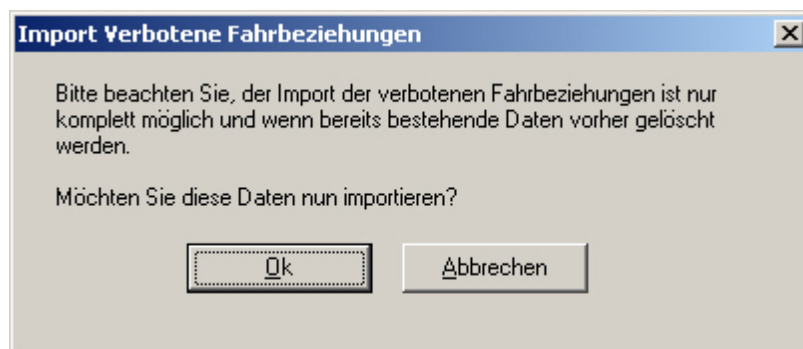 Import Verbotene Fahrbeziehungen
Bitte beachten Sie, der Import der verbotenen Fahrbeziehungen ist nur
komplett möglich und wenn bereits bestehende Daten vorher gelöscht
werden.
Möchten Sie diese Daten nun importieren?
Ok
Abbrechen